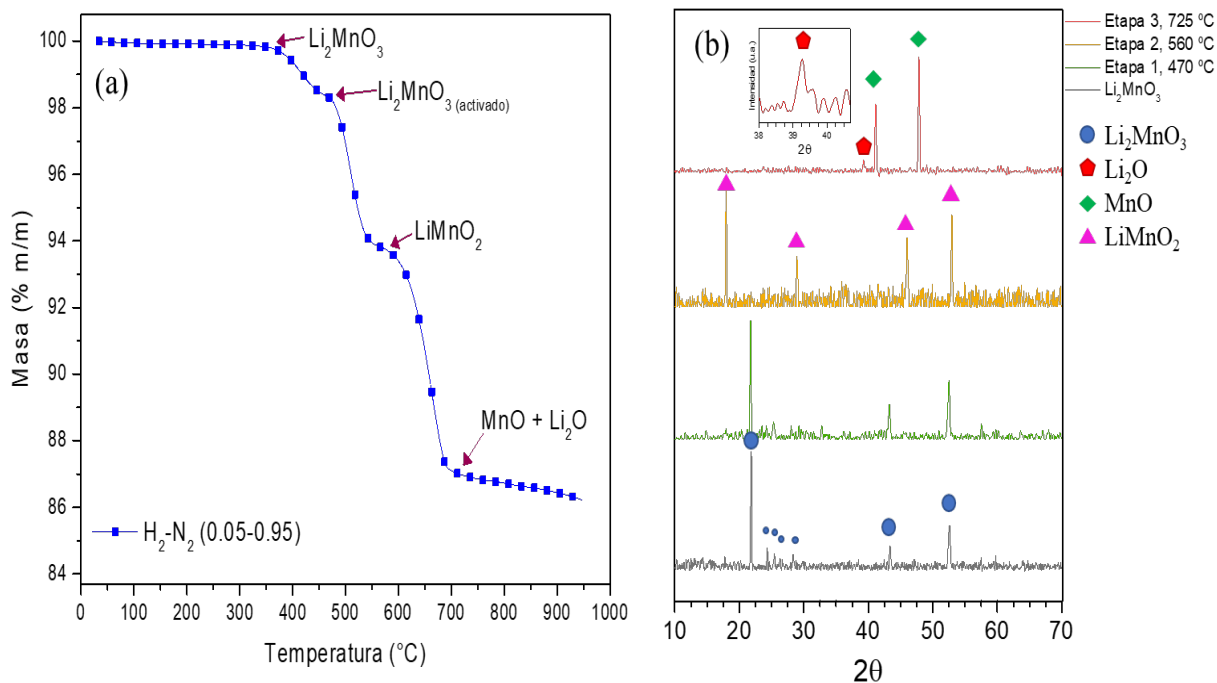 (a)
100
98
96
94
92
90
88
86
84
Masa (% m/m)
Li₂MnO₃
Li₂MnO₃ (activado)
LiMnO₂
MnO + Li₂O
H₂-N₂ (0.05-0.95)
0 100 200 300 400 500 600 700 800 900 1000
Temperatura (°C)
(b)
Intensidad (u.a.)
38 39 40
2θ
Etapa 3, 725 ºC
Etapa 2, 560 ºC
Etapa 1, 470 ºC
Li₂MnO₃
Li₂MnO₃
Li₂O
MnO
LiMnO₂
10 20 30 40 50 60 70
2θ